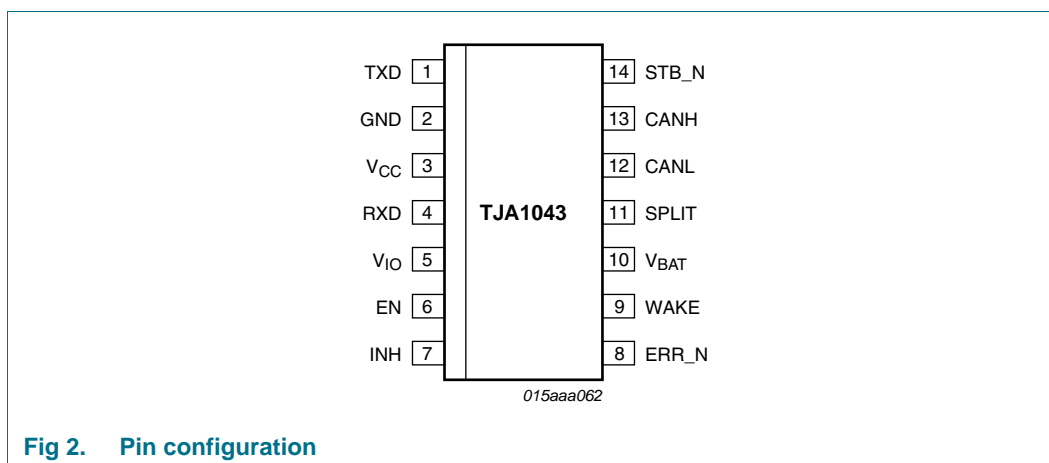 TXD 1 14 STB_N
GND 2 13 CANH
VCC 3 12 CANL
RXD 4 TJA1043 11 SPLIT
VIO 5 10 VBAT
EN 6 9 WAKE
INH 7 8 ERR_N
015aaa062
Fig 2. Pin configuration